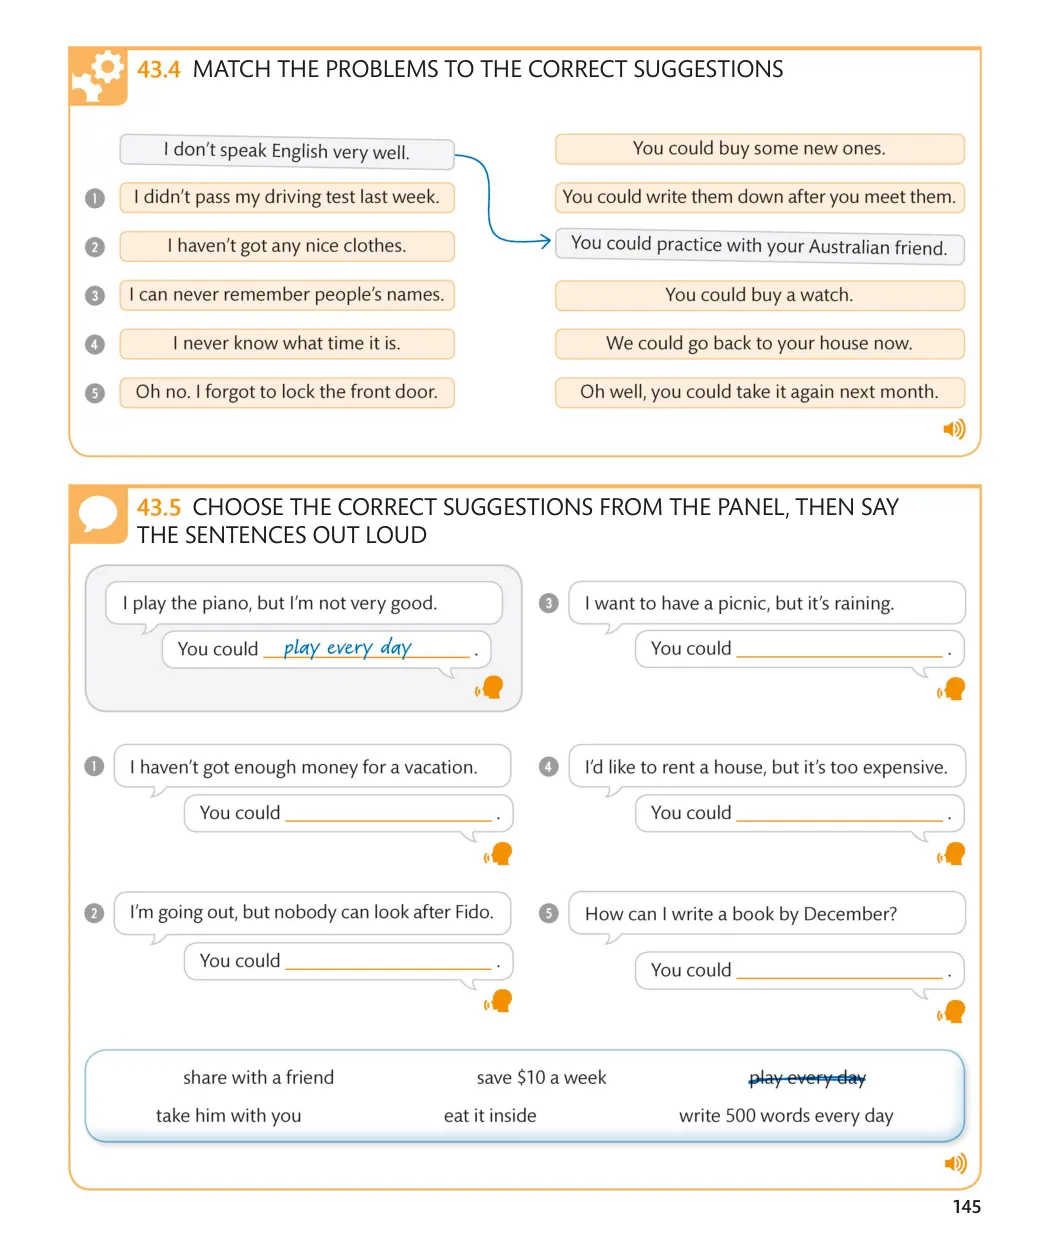 43.4 MATCH THE PROBLEMS TO THE CORRECT SUGGESTIONS
I don't speak English very well.
1 I didn't pass my driving test last week.
2 I haven't got any nice clothes.
3 I can never remember people's names.
4 I never know what time it is.
5 Oh no. I forgot to lock the front door.
You could buy some new ones.
You could write them down after you meet them.
You could practice with your Australian friend.
You could buy a watch.
We could go back to your house now.
Oh well, you could take it again next month.
43.5 CHOOSE THE CORRECT SUGGESTIONS FROM THE PANEL, THEN SAY
THE SENTENCES OUT LOUD
I play the piano, but I'm not very good.
You could play every day .
1 I haven't got enough money for a vacation.
You could ____________________ .
2 I'm going out, but nobody can look after Fido.
You could ____________________ .
3 I want to have a picnic, but it's raining.
You could ____________________ .
4 I'd like to rent a house, but it's too expensive.
You could ____________________ .
5 How can I write a book by December?
You could ____________________ .
share with a friend save $10 a week play every day
take him with you eat it inside write 500 words every day
145